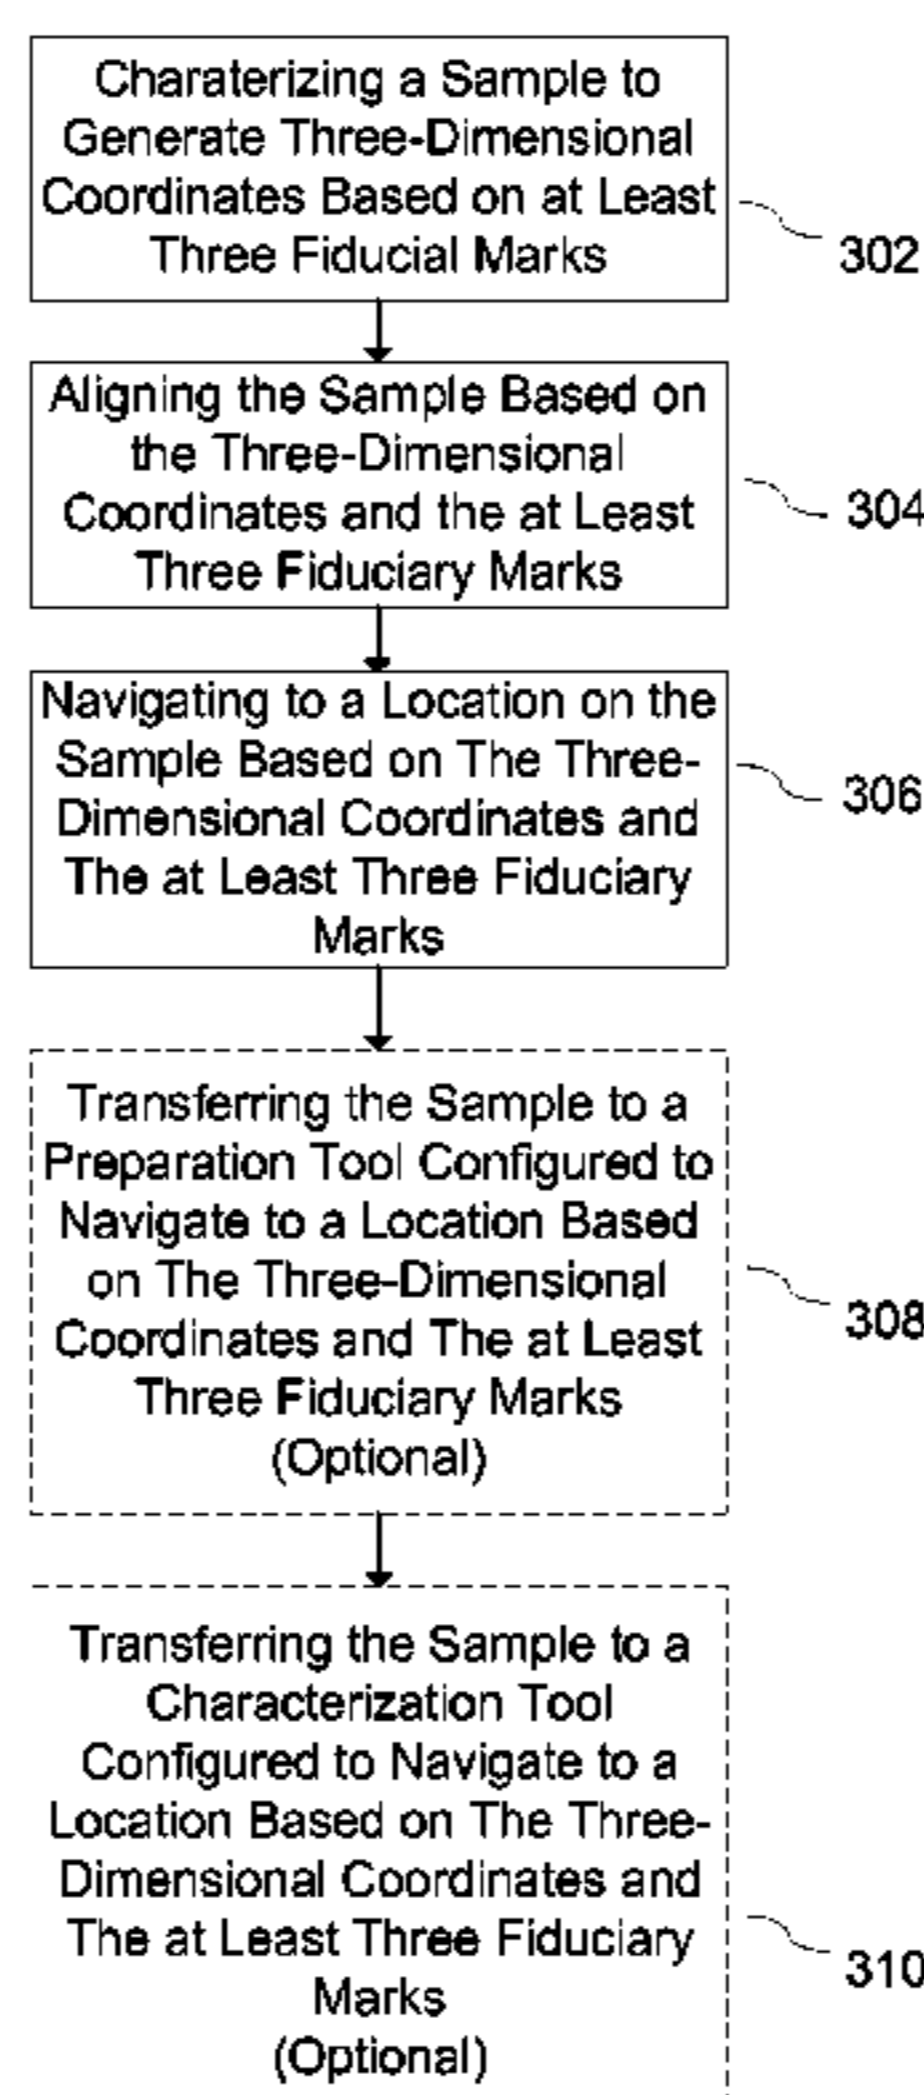 Charaterizing a Sample to
Generate Three-Dimensional
Coordinates Based on at Least
Three Fiducial Marks
302
Aligning the Sample Based on
the Three-Dimensional
Coordinates and the at Least
Three Fiduciary Marks
304
Navigating to a Location on the
Sample Based on The Three-
Dimensional Coordinates and
The at Least Three Fiduciary
Marks
306
Transferring the Sample to a
Preparation Tool Configured to
Navigate to a Location Based
on The Three-Dimensional
Coordinates and The at Least
Three Fiduciary Marks
(Optional)
308
Transferring the Sample to a
Characterization Tool
Configured to Navigate to a
Location Based on The Three-
Dimensional Coordinates and
The at Least Three Fiduciary
Marks
(Optional)
310